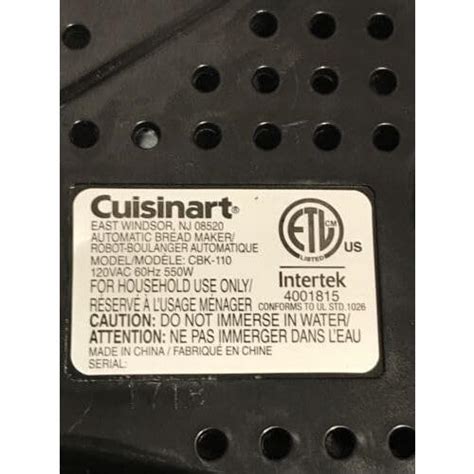 Cuisinart®
EAST WINDSOR, NJ 08520
AUTOMATIC BREAD MAKER/
ROBOT-BOULANGER AUTOMATIQUE
MODEL/MODÈLE: CBK-110
120VAC 60Hz 550W
FOR HOUSEHOLD USE ONLY/
RÉSERVÉ À L'USAGE MÉNAGER
CAUTION: DO NOT IMMERSE IN WATER/
ATTENTION: NE PAS IMMERGER DANS L'EAU
MADE IN CHINA / FABRIQUÉ EN CHINE
SERIAL:
ETL CM
LISTED
US
Intertek
4001815
CONFORMS TO UL STD.1026
1718